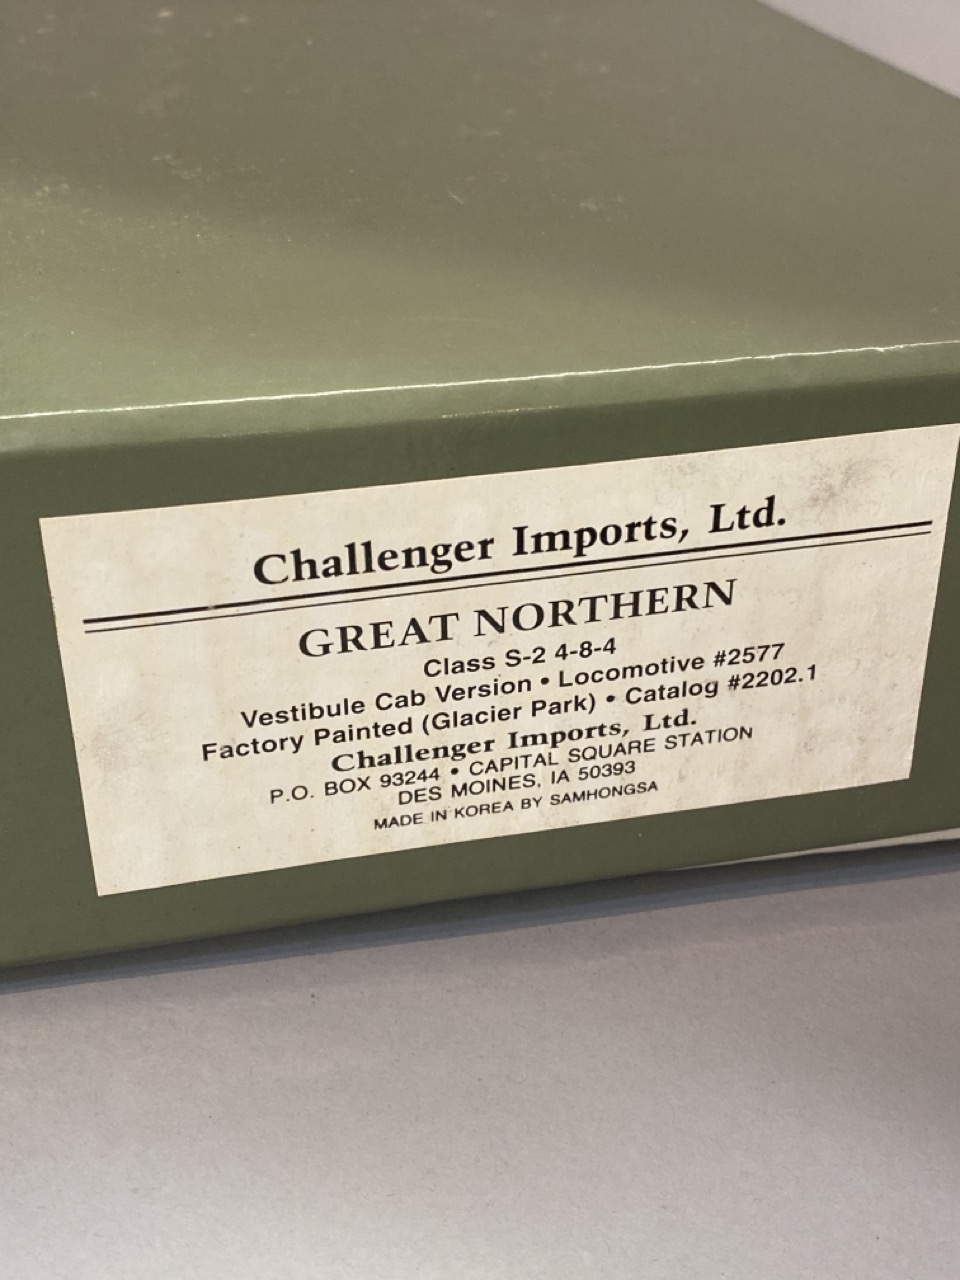 Challenger Imports, Ltd.
GREAT NORTHERN
Class S-2 4-8-4
Vestibule Cab Version • Locomotive #2577
Factory Painted (Glacier Park) • Catalog #2202.1
Challenger Imports, Ltd.
P.O. BOX 93244 • CAPITAL SQUARE STATION
DES MOINES, IA 50393
MADE IN KOREA BY SAMHONGSA